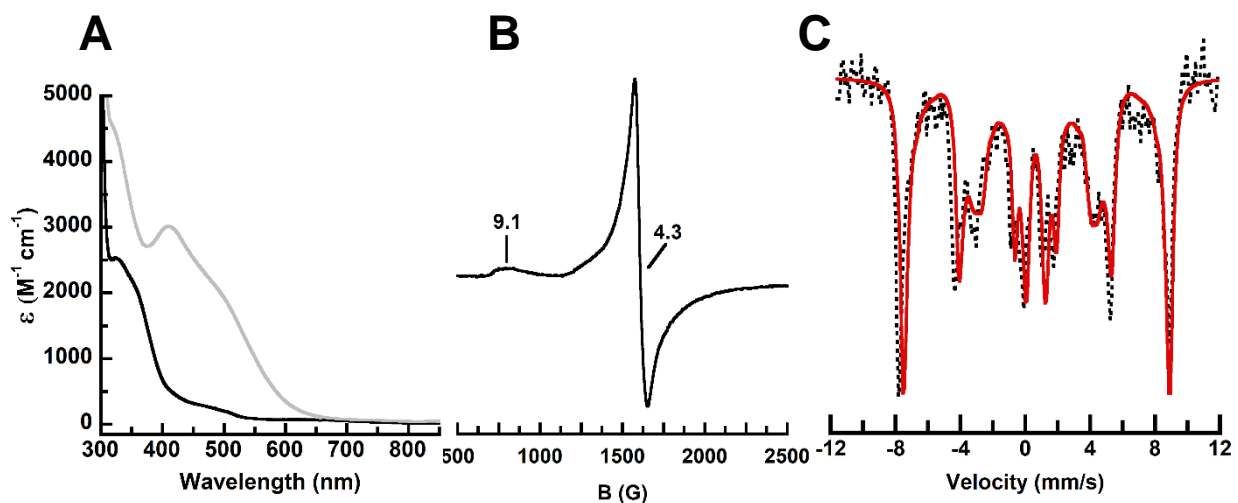 A
B
C
5000
4000
3000
2000
1000
0
ε (M⁻¹ cm⁻¹)
300 400 500 600 700 800
Wavelength (nm)
9.1
4.3
500 1000 1500 2000 2500
B (G)
-12 -8 -4 0 4 8 12
Velocity (mm/s)